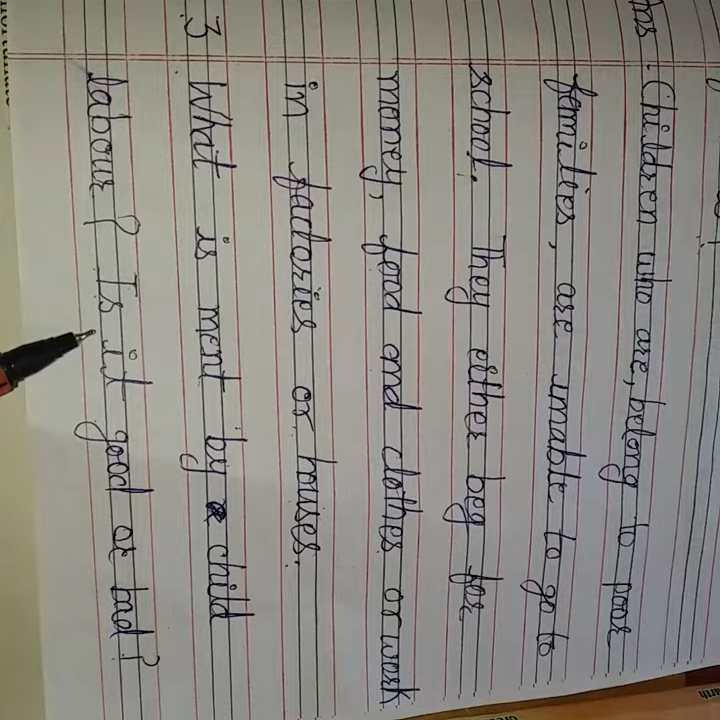 Ans. Children who are, belong to poor
femilies, are unable to go to
school. They either beg for
money, food and clothes or work
in factories or houses.
3 What is ment by child
labour? Is it good or bad?